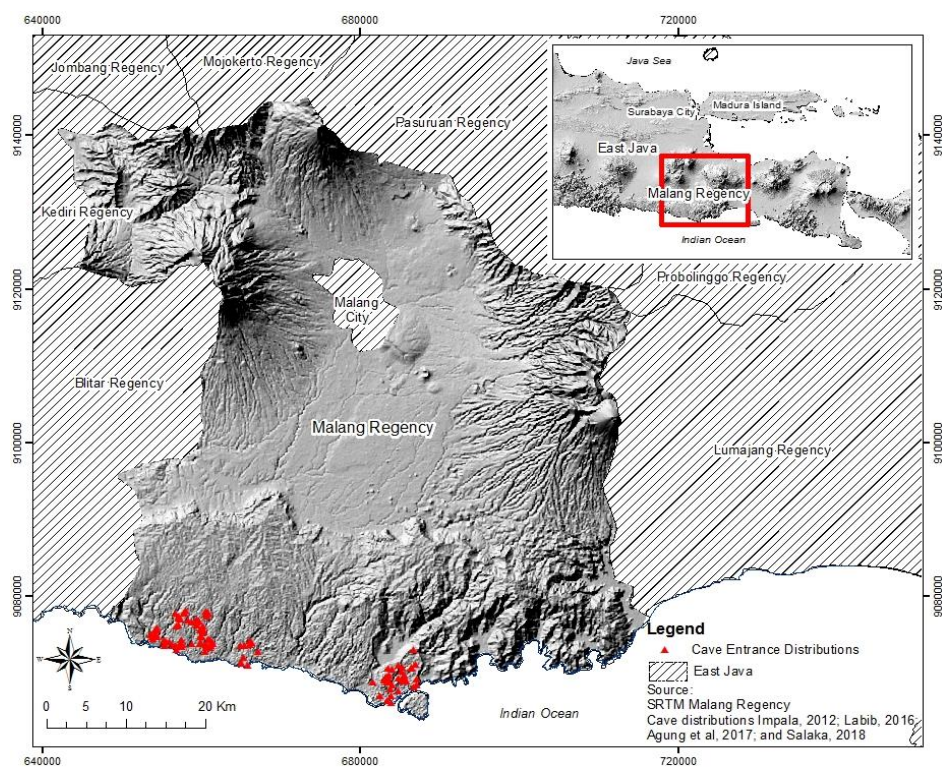 640000
680000
720000
Jombang Regency
Mojokerto Regency
Pasuruan Regency
Java Sea
Surabaya City
Madura Island
East Java
Malang Regency
Indian Ocean
9140000
9140000
Kediri Regency
Probolinggo Regency
9120000
9120000
Malang
City
Blitar Regency
Malang Regency
Lumajang Regency
9100000
9100000
9080000
9080000
N
W
E
S
0
10
20 Km
Indian Ocean
Legend
Cave Entrance Distributions
East Java
Source:
SRTM Malang Regency
Cave distributions Impala, 2012; Labib, 2016;
Agung et al, 2017; and Salaka, 2018
640000
680000
720000